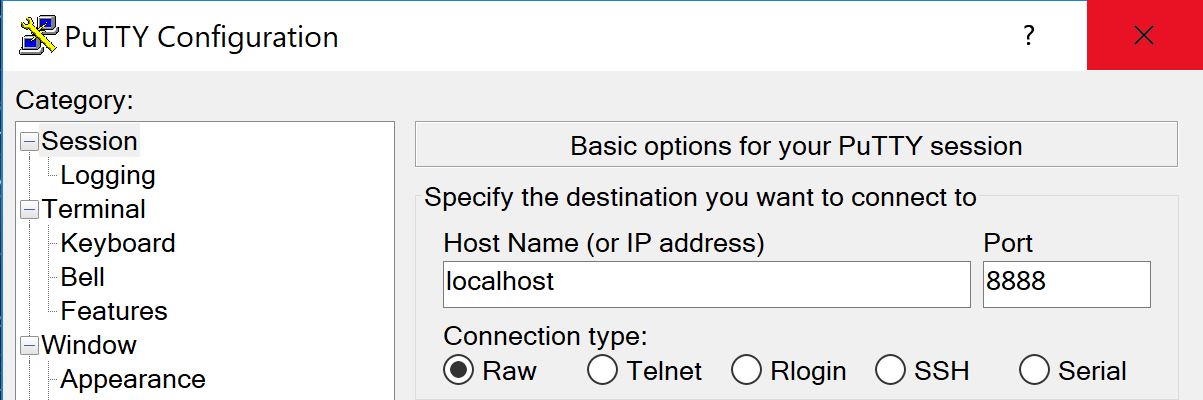 PuTTY Configuration ?
Category:
Session
Logging
Terminal
Keyboard
Bell
Features
Window
Appearance
Basic options for your PuTTY session
Specify the destination you want to connect to
Host Name (or IP address) Port
localhost 8888
Connection type:
Raw Telnet Rlogin SSH Serial